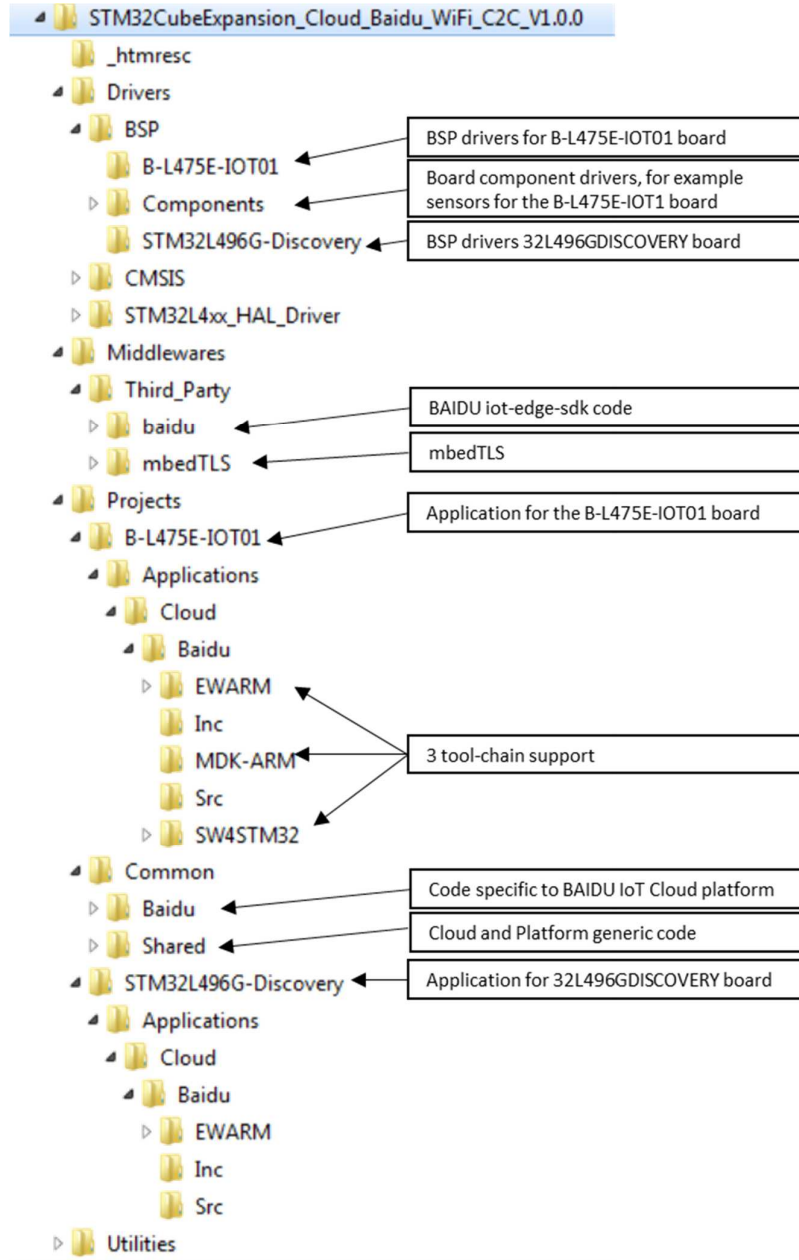 STM32CubeExpansion_Cloud_Baidu_WiFi_C2C_V1.0.0
_htmresc
Drivers
BSP
BSP drivers for B-L475E-IOT01 board
B-L475E-IOT01
Board component drivers, for example
sensors for the B-L475E-IOT1 board
Components
STM32L496G-Discovery
BSP drivers 32L496GDISCOVERY board
CMSIS
STM32L4xx_HAL_Driver
Middlewares
Third_Party
BAIDU iot-edge-sdk code
baidu
mbedTLS
mbedTLS
Projects
Application for the B-L475E-IOT01 board
B-L475E-IOT01
Applications
Cloud
Baidu
EWARM
Inc
MDK-ARM
3 tool-chain support
Src
SW4STM32
Common
Code specific to BAIDU IoT Cloud platform
Baidu
Cloud and Platform generic code
Shared
STM32L496G-Discovery
Application for 32L496GDISCOVERY board
Applications
Cloud
Baidu
EWARM
Inc
Src
Utilities